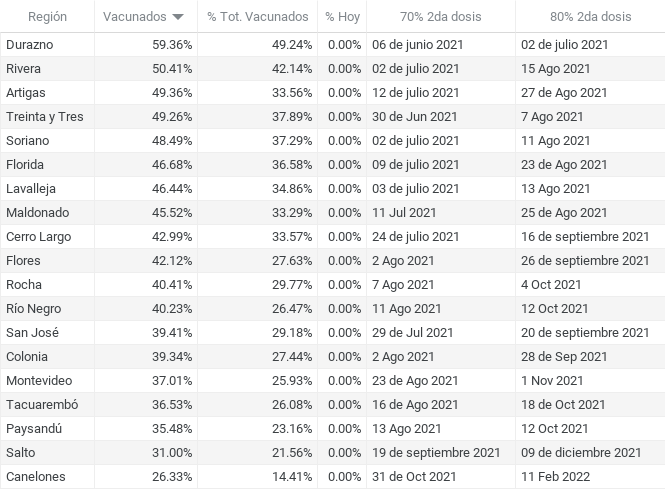 Región Vacunados % Tot. Vacunados % Hoy 70% 2da dosis 80% 2da dosis
Durazno 59.36% 49.24% 0.00% 06 de junio 2021 02 de julio 2021
Rivera 50.41% 42.14% 0.00% 02 de julio 2021 15 Ago 2021
Artigas 49.36% 33.56% 0.00% 12 de julio 2021 27 de Ago 2021
Treinta y Tres 49.26% 37.89% 0.00% 30 de Jun 2021 7 Ago 2021
Soriano 48.49% 37.29% 0.00% 02 de julio 2021 11 Ago 2021
Florida 46.68% 36.58% 0.00% 09 de julio 2021 23 de Ago 2021
Lavalleja 46.44% 34.86% 0.00% 03 de julio 2021 13 Ago 2021
Maldonado 45.52% 33.29% 0.00% 11 Jul 2021 25 de Ago 2021
Cerro Largo 42.99% 33.57% 0.00% 24 de julio 2021 16 de septiembre 2021
Flores 42.12% 27.63% 0.00% 2 Ago 2021 26 de septiembre 2021
Rocha 40.41% 29.77% 0.00% 7 Ago 2021 4 Oct 2021
Río Negro 40.23% 26.47% 0.00% 11 Ago 2021 12 Oct 2021
San José 39.41% 29.18% 0.00% 29 de Jul 2021 20 de septiembre 2021
Colonia 39.34% 27.44% 0.00% 2 Ago 2021 28 de Sep 2021
Montevideo 37.01% 25.93% 0.00% 23 de Ago 2021 1 Nov 2021
Tacuarembó 36.53% 26.08% 0.00% 16 de Ago 2021 18 de Oct 2021
Paysandú 35.48% 23.16% 0.00% 13 Ago 2021 12 Oct 2021
Salto 31.00% 21.56% 0.00% 19 de septiembre 2021 09 de diciembre 2021
Canelones 26.33% 14.41% 0.00% 31 de Oct 2021 11 Feb 2022